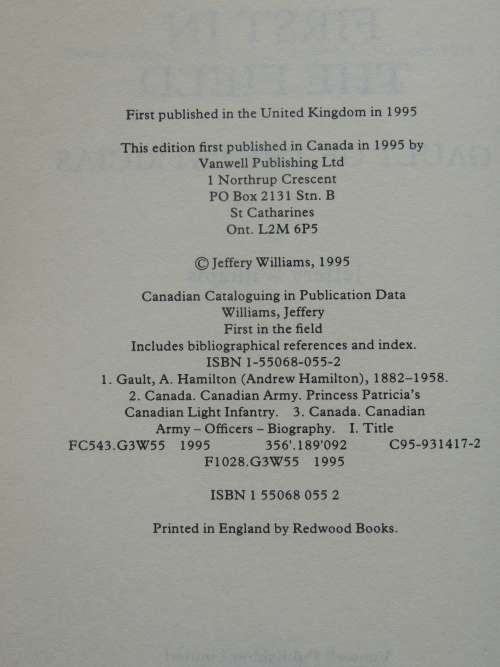 First published in the United Kingdom in 1995
This edition first published in Canada in 1995 by
Vanwell Publishing Ltd
1 Northrup Crescent
PO Box 2131 Stn. B
St Catharines
Ont. L2M 6P5
© Jeffery Williams, 1995
Canadian Cataloguing in Publication Data
Williams, Jeffery
First in the field
Includes bibliographical references and index.
ISBN 1-55068-055-2
1. Gault, A. Hamilton (Andrew Hamilton), 1882–1958.
2. Canada. Canadian Army. Princess Patricia's
Canadian Light Infantry. 3. Canada. Canadian
Army – Officers – Biography. I. Title
FC543.G3W55 1995 356'.189'092 C95-931417-2
F1028.G3W55 1995
ISBN 1 55068 055 2
Printed in England by Redwood Books.